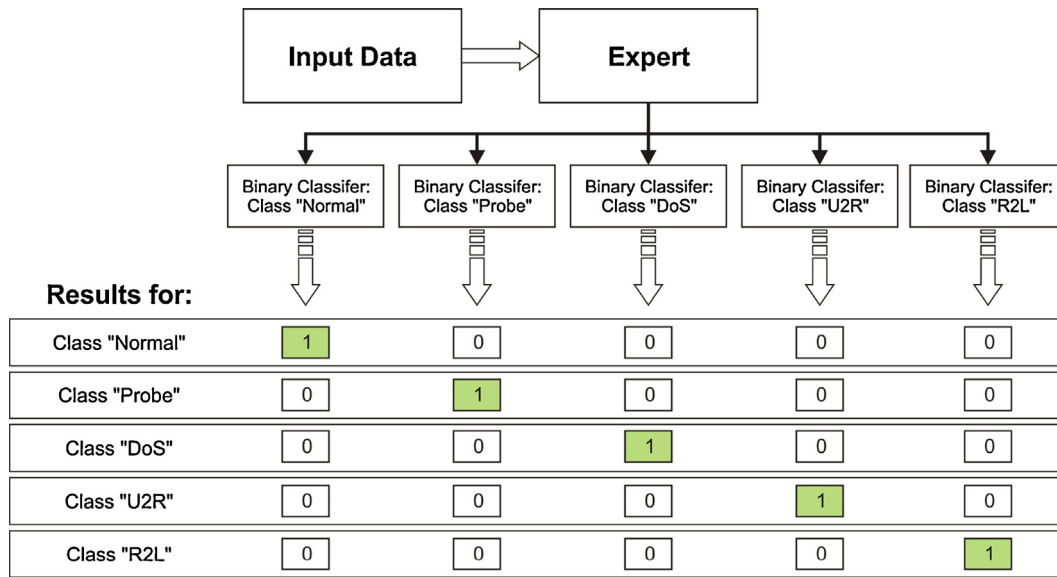 Input Data
Expert
Binary Classifer:
Class "Normal"
Binary Classifer:
Class "Probe"
Binary Classifer:
Class "DoS"
Binary Classifer:
Class "U2R"
Binary Classifer:
Class "R2L"
Results for:
Class "Normal" 1 0 0 0 0
Class "Probe" 0 1 0 0 0
Class "DoS" 0 0 1 0 0
Class "U2R" 0 0 0 1 0
Class "R2L" 0 0 0 0 1